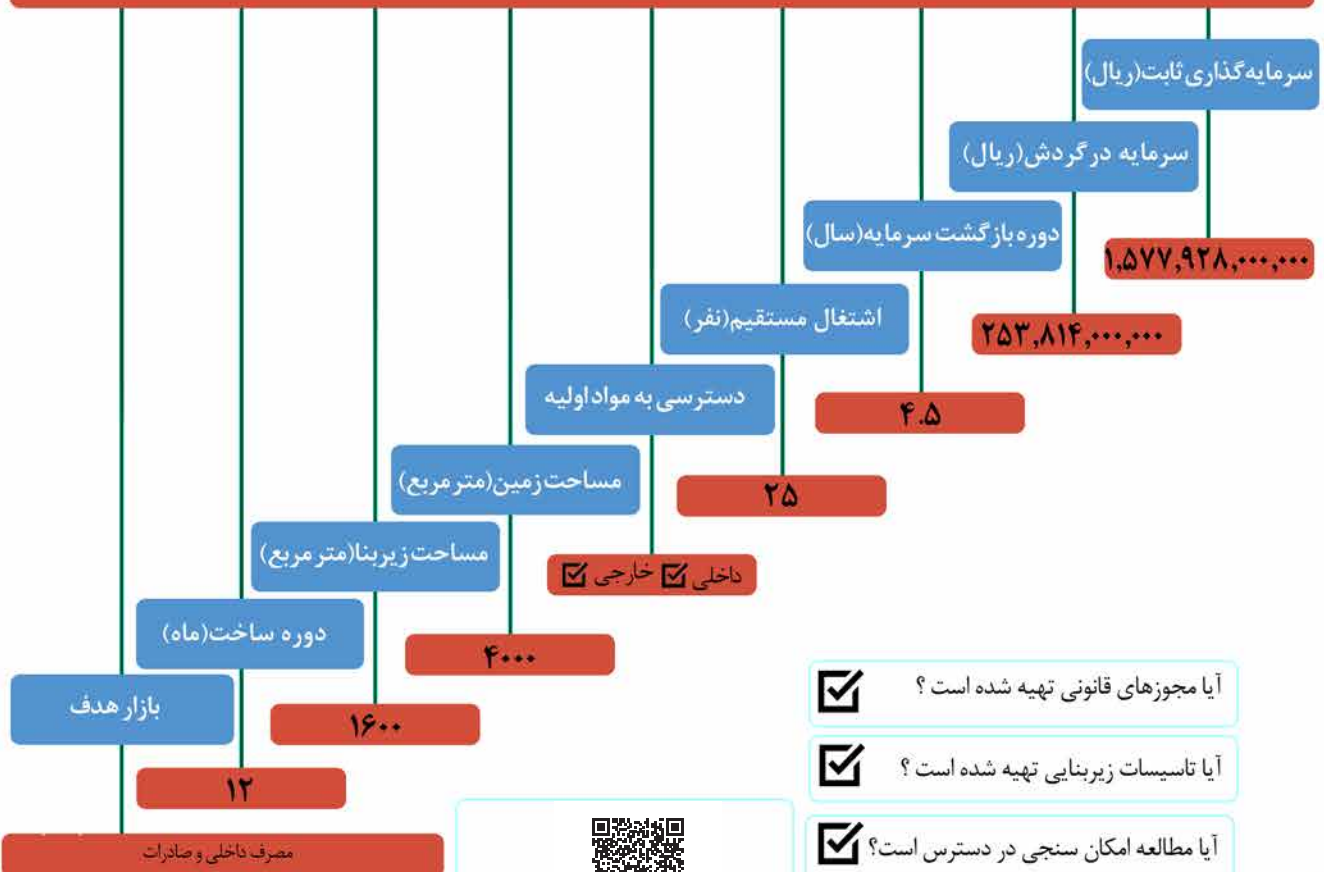 سرمایه‌گذاری ثابت(ریال)
۱,۵۷۷,۹۲۸,۰۰۰,۰۰۰
سرمایه در گردش(ریال)
۲۵۳,۸۱۴,۰۰۰,۰۰۰
دوره بازگشت سرمایه(سال)
۴.۵
اشتغال مستقیم(نفر)
۲۵
دسترسی به مواد اولیه
داخلی ☑ خارجی ☑
مساحت زمین(متر مربع)
۴۰۰۰
مساحت زیربنا(متر مربع)
۱۶۰۰
دوره ساخت(ماه)
۱۲
بازار هدف
مصرف داخلی و صادرات
آیا مجوزهای قانونی تهیه شده است ؟ ☑
آیا تاسیسات زیربنایی تهیه شده است ؟ ☑
آیا مطالعه امکان سنجی در دسترس است؟ ☑